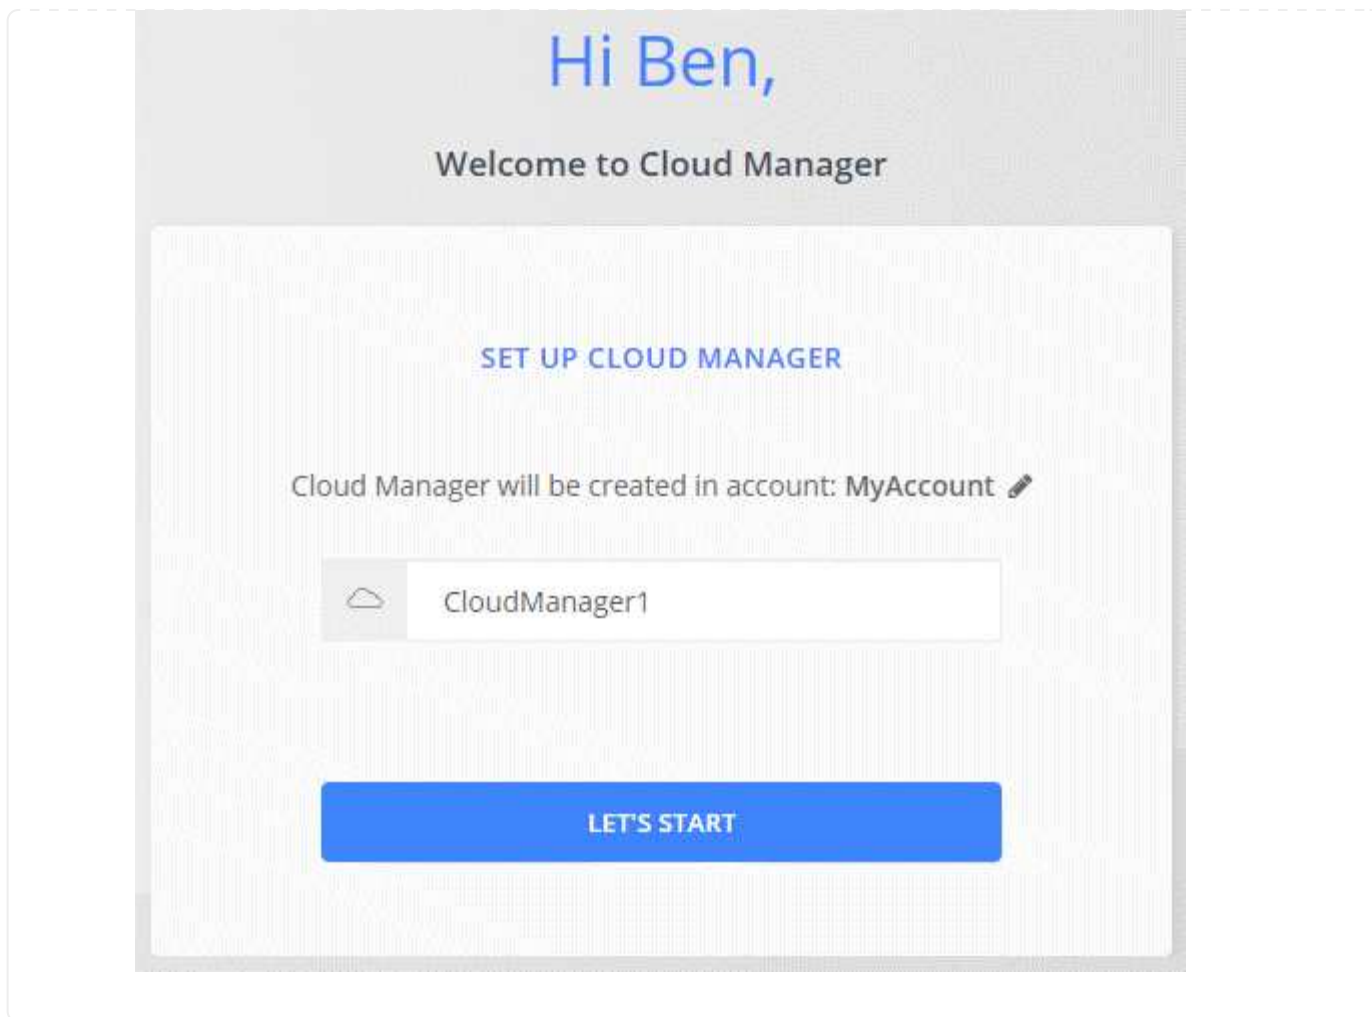 Hi Ben,
Welcome to Cloud Manager
SET UP CLOUD MANAGER
Cloud Manager will be created in account: MyAccount
CloudManager1
LET'S START